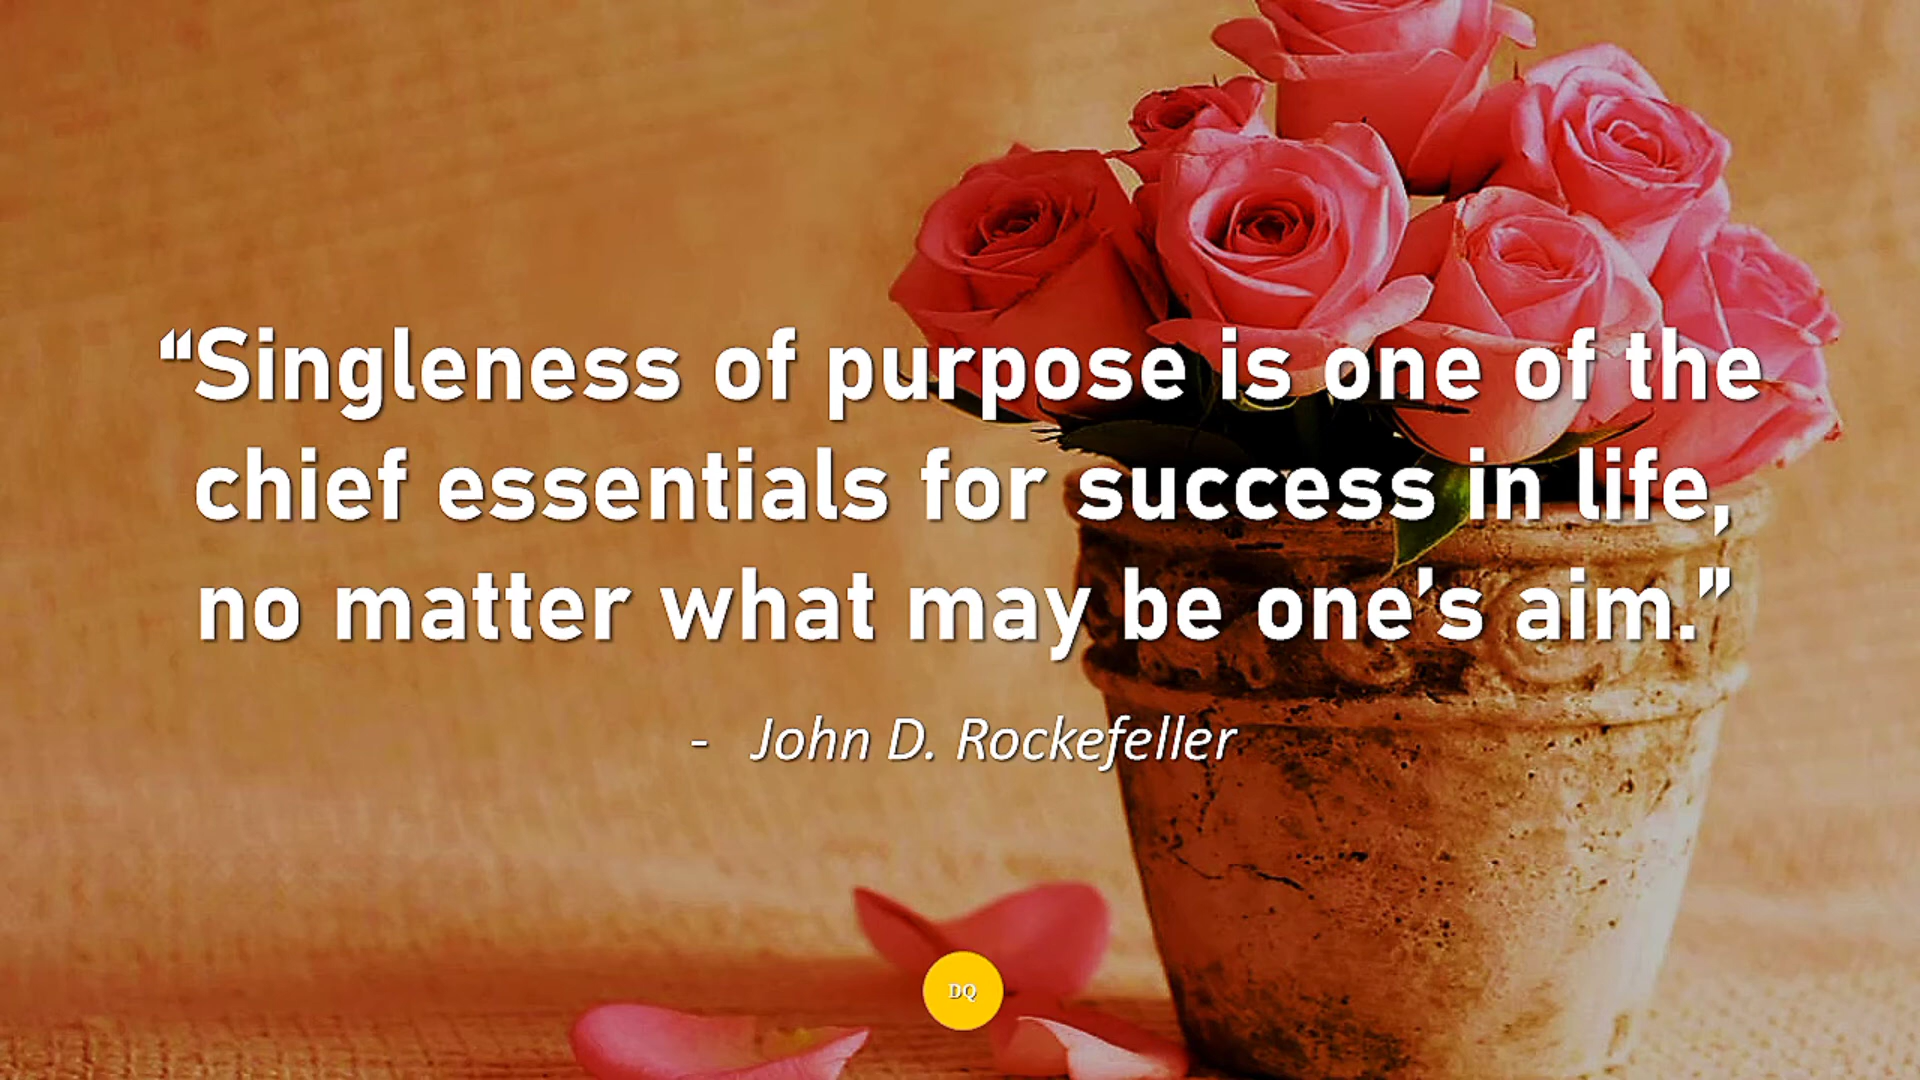 “Singleness of purpose is one of the
chief essentials for success in life,
no matter what may be one’s aim.”
- John D. Rockefeller
DQ